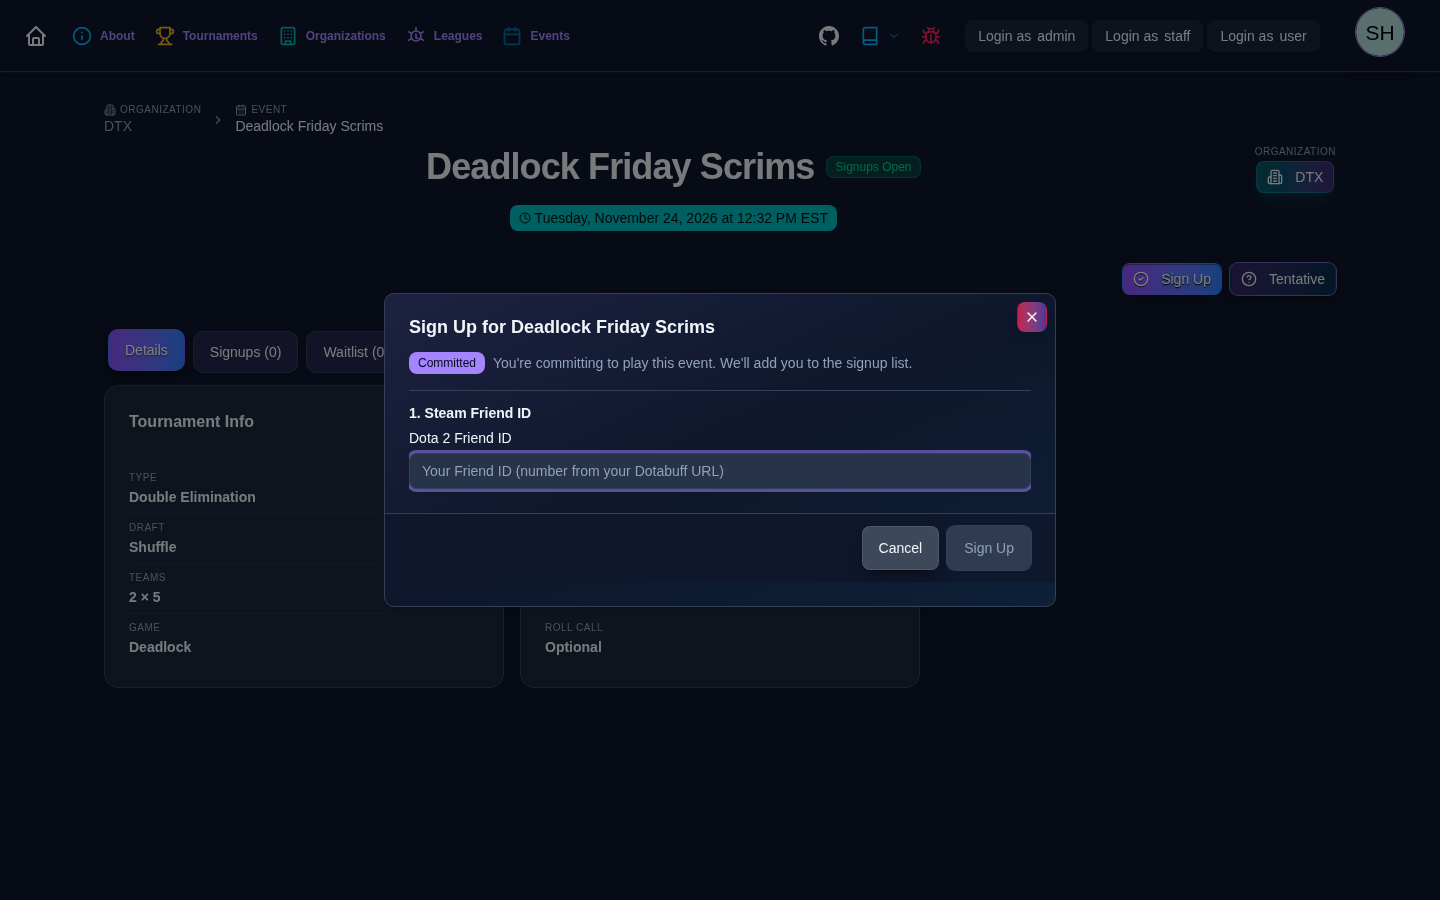 About
Tournaments
Organizations
Leagues
Events
Login as admin
Login as staff
Login as user
SH
ORGANIZATION
DTX
EVENT
Deadlock Friday Scrims
Deadlock Friday Scrims
Signups Open
ORGANIZATION
DTX
Tuesday, November 24, 2026 at 12:32 PM EST
Sign Up
Tentative
Details
Signups (0)
Waitlist (0
Sign Up for Deadlock Friday Scrims
Committed
You're committing to play this event. We'll add you to the signup list.
1. Steam Friend ID
Dota 2 Friend ID
Your Friend ID (number from your Dotabuff URL)
Cancel
Sign Up
Tournament Info
TYPE
Double Elimination
DRAFT
Shuffle
TEAMS
2 × 5
GAME
Deadlock
ROLL CALL
Optional